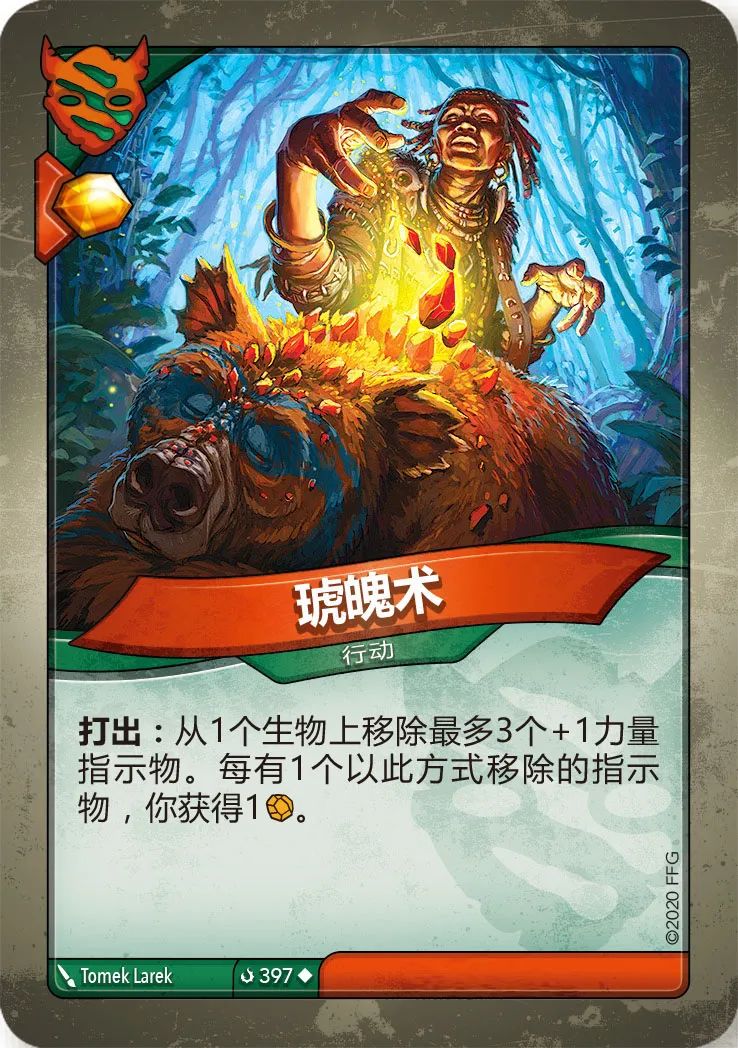 琥魄术
行动
打出：从1个生物上移除最多3个+1力量
指示物。每有1个以此方式移除的指示
物，你获得1。
©2020 FFG
Tomek Larek
397